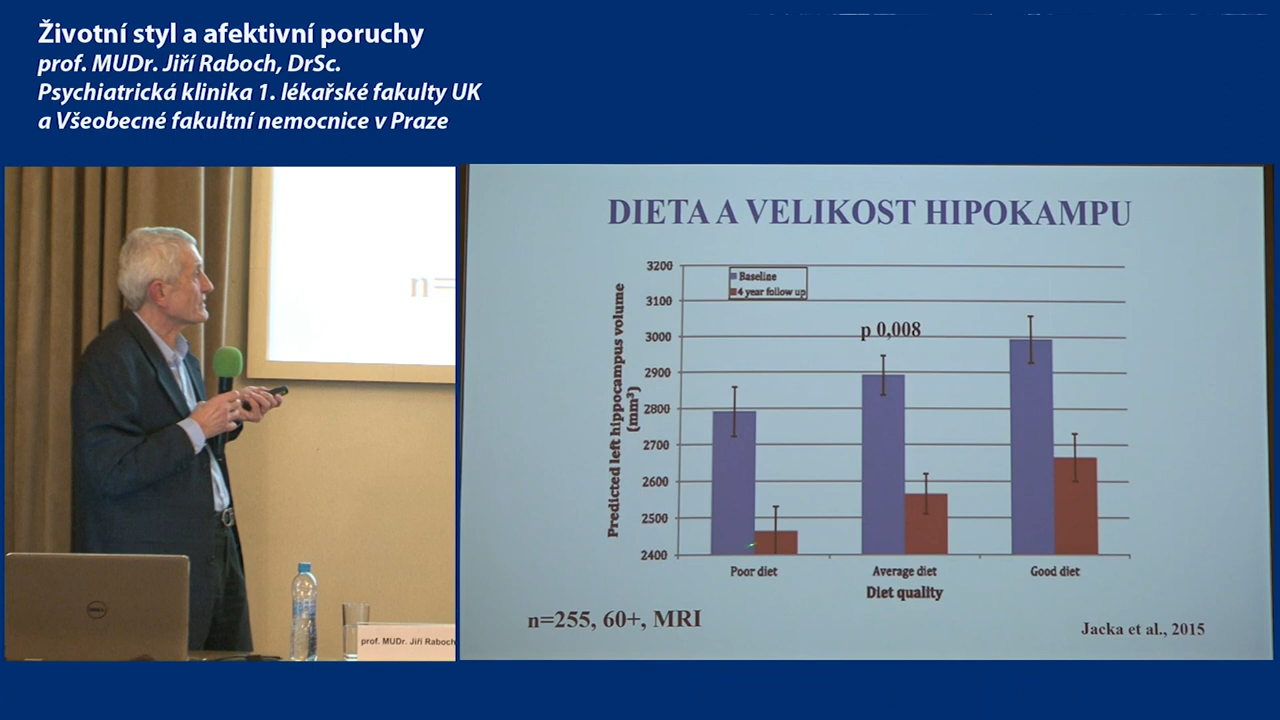 Životní styl a afektivní poruchy
prof. MUDr. Jiří Raboch, DrSc.
Psychiatrická klinika 1. lékařské fakulty UK
a Všeobecné fakultní nemocnice v Praze
n=
DELL
prof. MUDr. Jiří Raboch
DIETA A VELIKOST HIPOKAMPU
Baseline
4 year follow up
p 0,008
Predicted left hippocampus volume
(mm³)
3200
3100
3000
2900
2800
2700
2600
2500
2400
Poor diet
Average diet
Good diet
Diet quality
n=255, 60+, MRI
Jacka et al., 2015